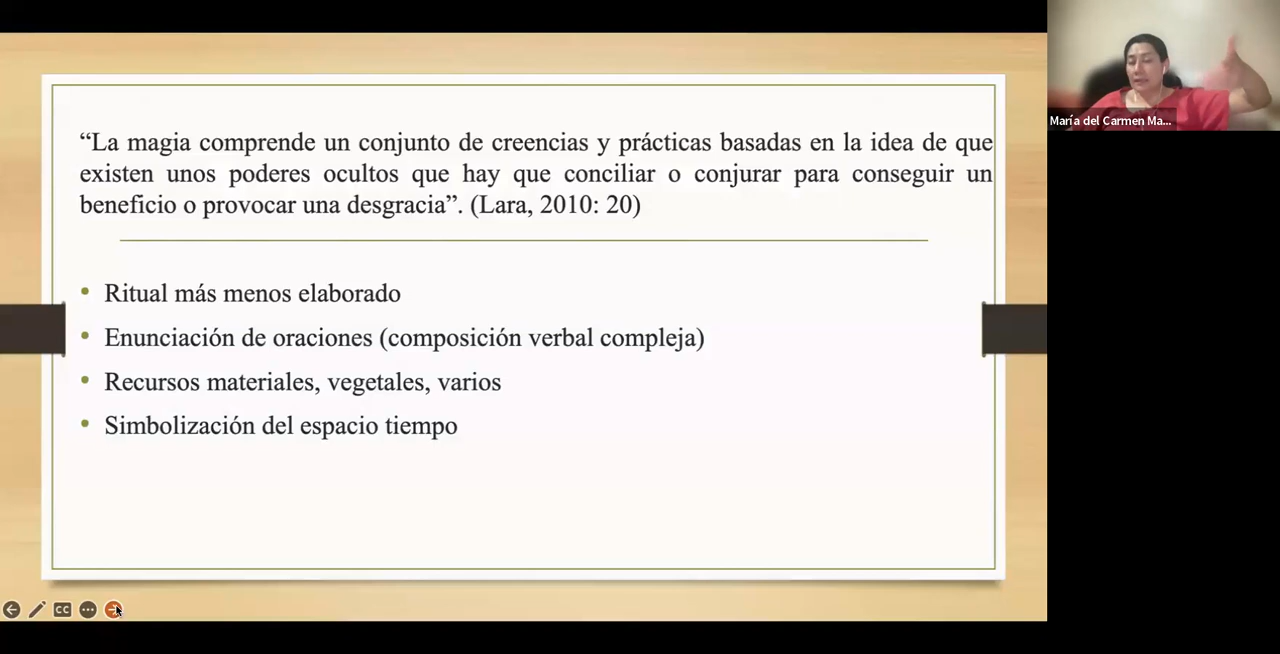 “La magia comprende un conjunto de creencias y prácticas basadas en la idea de que
existen unos poderes ocultos que hay que conciliar o conjurar para conseguir un
beneficio o provocar una desgracia”. (Lara, 2010: 20)
• Ritual más menos elaborado
• Enunciación de oraciones (composición verbal compleja)
• Recursos materiales, vegetales, varios
• Simbolización del espacio tiempo
María del Carmen Ma...
CC